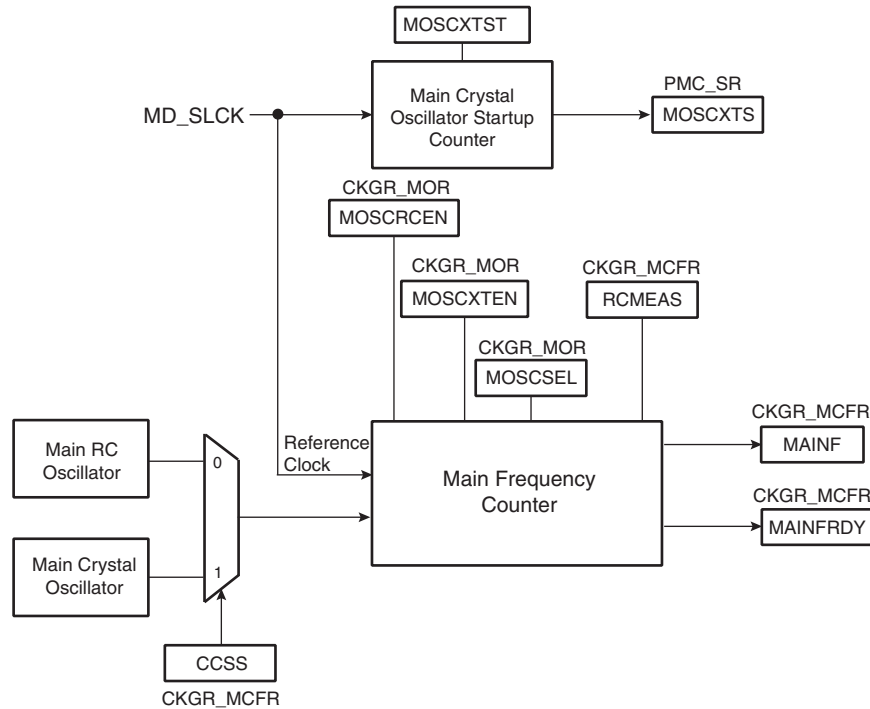 MOSCXTST
Main Crystal
Oscillator Startup
Counter
MD_SLCK
PMC_SR
MOSCXTS
CKGR_MOR
MOSCRCEN
CKGR_MOR
MOSCXTEN
CKGR_MCFR
RCMEAS
CKGR_MOR
MOSCSEL
Main RC
Oscillator
0
Reference
Clock
Main Frequency
Counter
CKGR_MCFR
MAINF
CKGR_MCFR
MAINFRDY
Main Crystal
Oscillator
1
CCSS
CKGR_MCFR